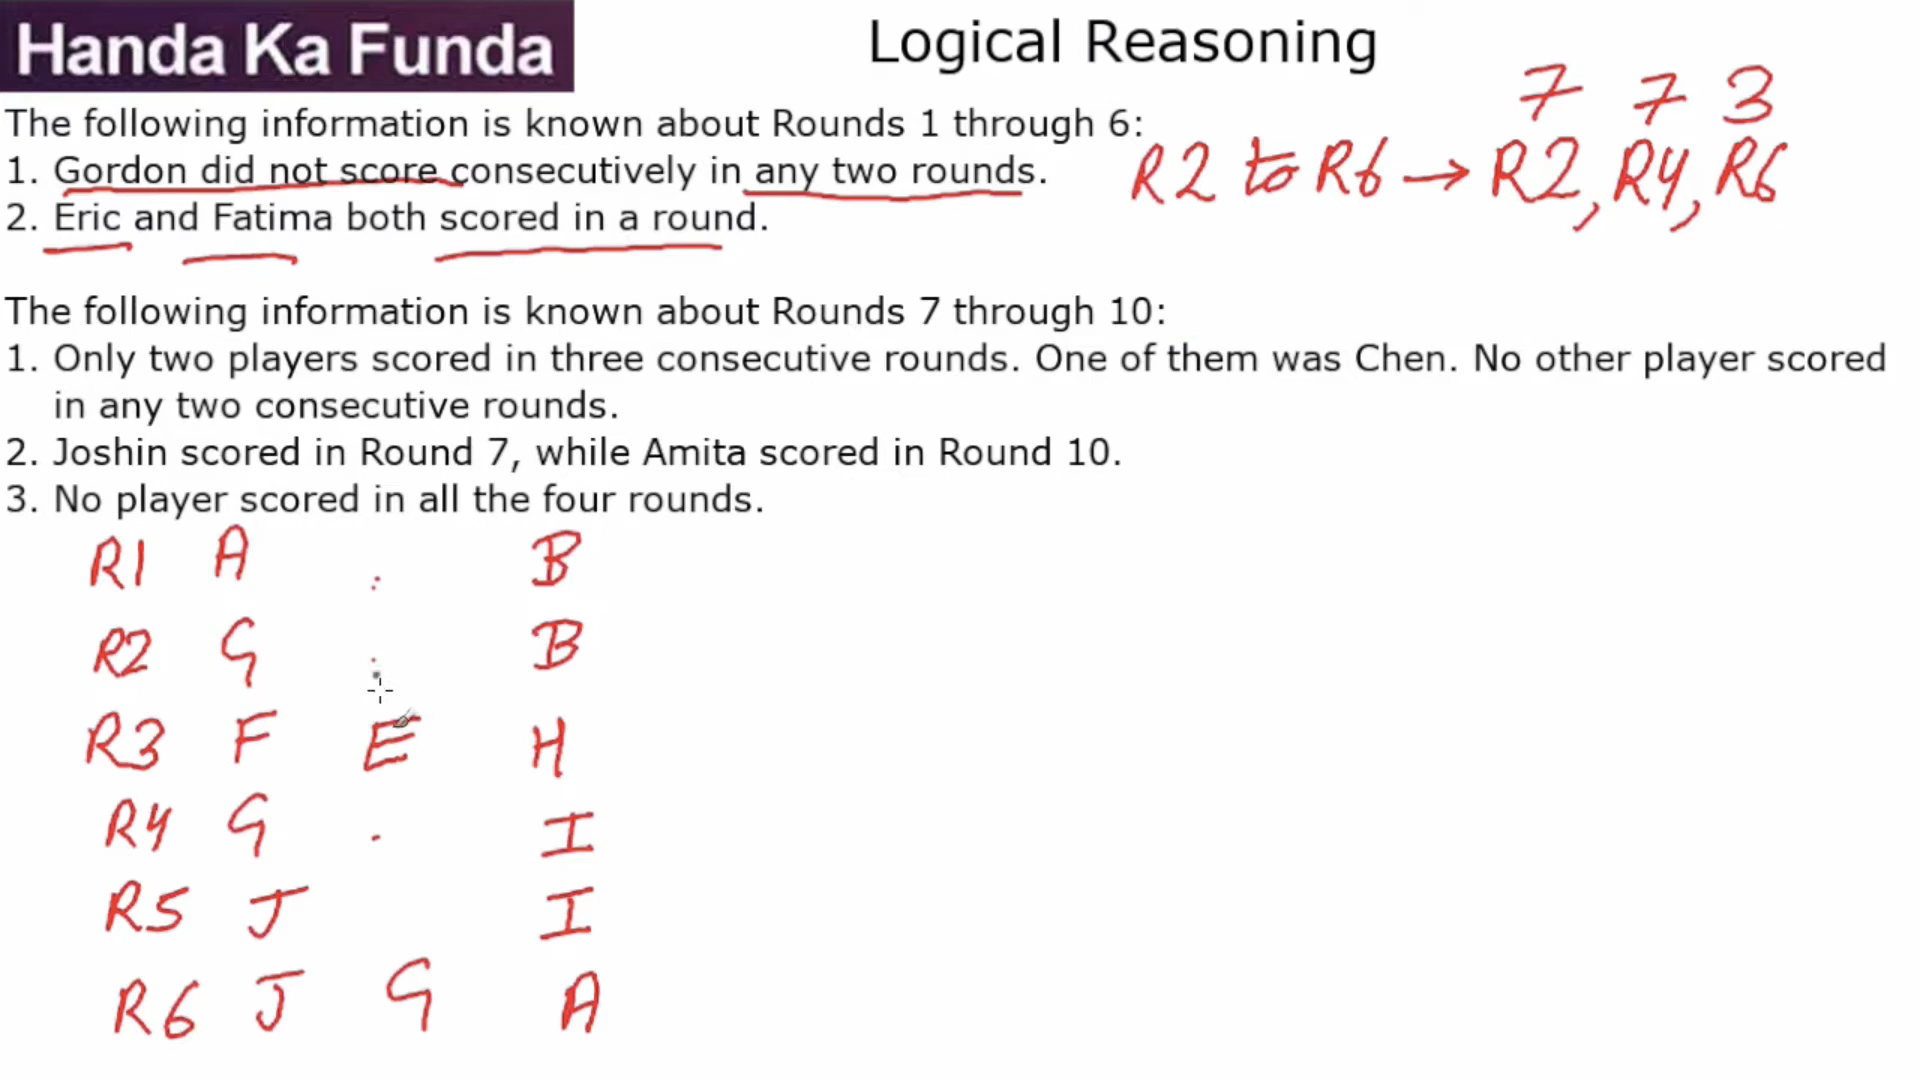 Handa Ka Funda
Logical Reasoning
7 7 3
The following information is known about Rounds 1 through 6:
R2 to R6 → R2, R4, R6
1. Gordon did not score consecutively in any two rounds.
2. Eric and Fatima both scored in a round.
The following information is known about Rounds 7 through 10:
1. Only two players scored in three consecutive rounds. One of them was Chen. No other player scored
in any two consecutive rounds.
2. Joshin scored in Round 7, while Amita scored in Round 10.
3. No player scored in all the four rounds.
R1 A B
R2 G B
R3 F E H
R4 G I
R5 J I
R6 J G A